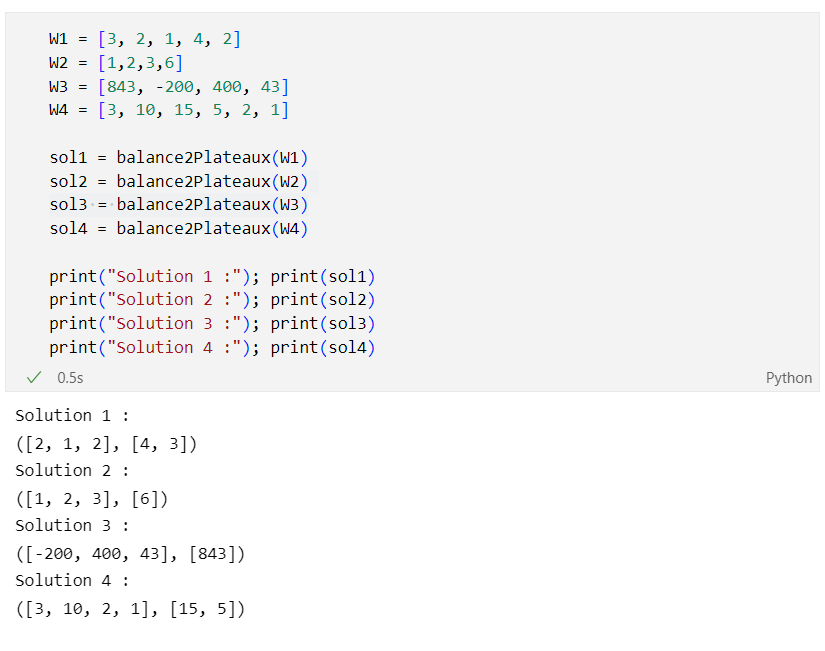 W1 = [3, 2, 1, 4, 2]
W2 = [1,2,3,6]
W3 = [843, -200, 400, 43]
W4 = [3, 10, 15, 5, 2, 1]
sol1 = balance2Plateaux(W1)
sol2 = balance2Plateaux(W2)
sol3 = balance2Plateaux(W3)
sol4 = balance2Plateaux(W4)
print("Solution 1 :"); print(sol1)
print("Solution 2 :"); print(sol2)
print("Solution 3 :"); print(sol3)
print("Solution 4 :"); print(sol4)
✓ 0.5s Python
Solution 1 :
([2, 1, 2], [4, 3])
Solution 2 :
([1, 2, 3], [6])
Solution 3 :
([-200, 400, 43], [843])
Solution 4 :
([3, 10, 2, 1], [15, 5])